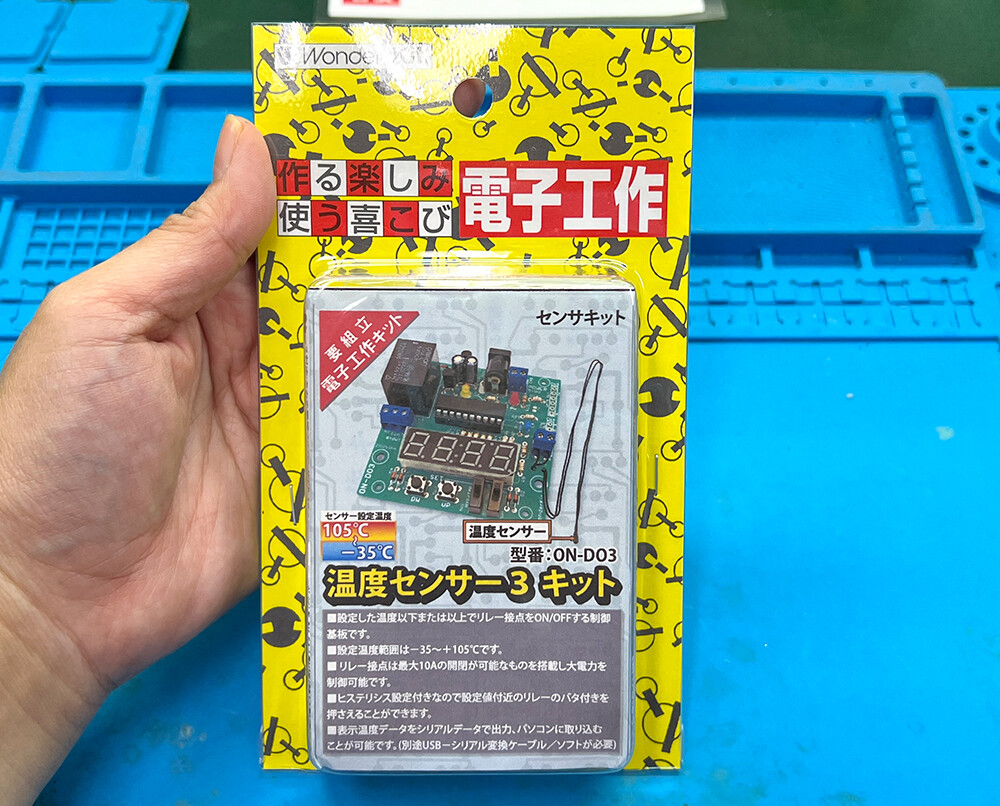 作る楽しみ
使う喜こび
電子工作
センサキット
要組立
電子工作キット
ON-D03
センサー設定温度
105℃
～
－35℃
温度センサー
型番：ON-D03
温度センサー3 キット
■設定した温度以下または以上でリレー接点をON/OFFする制御
基板です。
■設定温度範囲は－35～＋105℃です。
■リレー接点は最大10Aの開閉が可能なものを搭載し大電力を
制御可能です。
■ヒステリシス設定付きなので設定値付近のリレーのバタ付きを
押さえることができます。
■表示温度データをシリアルデータで出力、パソコンに取り込む
ことが可能です。(別途USB－シリアル変換ケーブル／ソフトが必要)